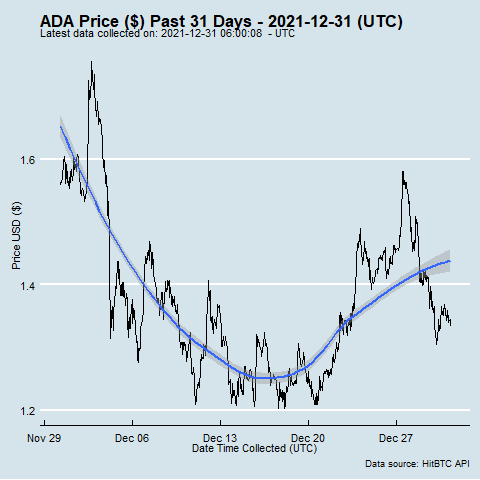 ADA Price ($) Past 31 Days - 2021-12-31 (UTC)
Latest data collected on: 2021-12-31 06:00:08 - UTC
Price USD ($)
1.6
1.4
1.2
Nov 29 Dec 06 Dec 13 Dec 20 Dec 27
Date Time Collected (UTC)
Data source: HitBTC API